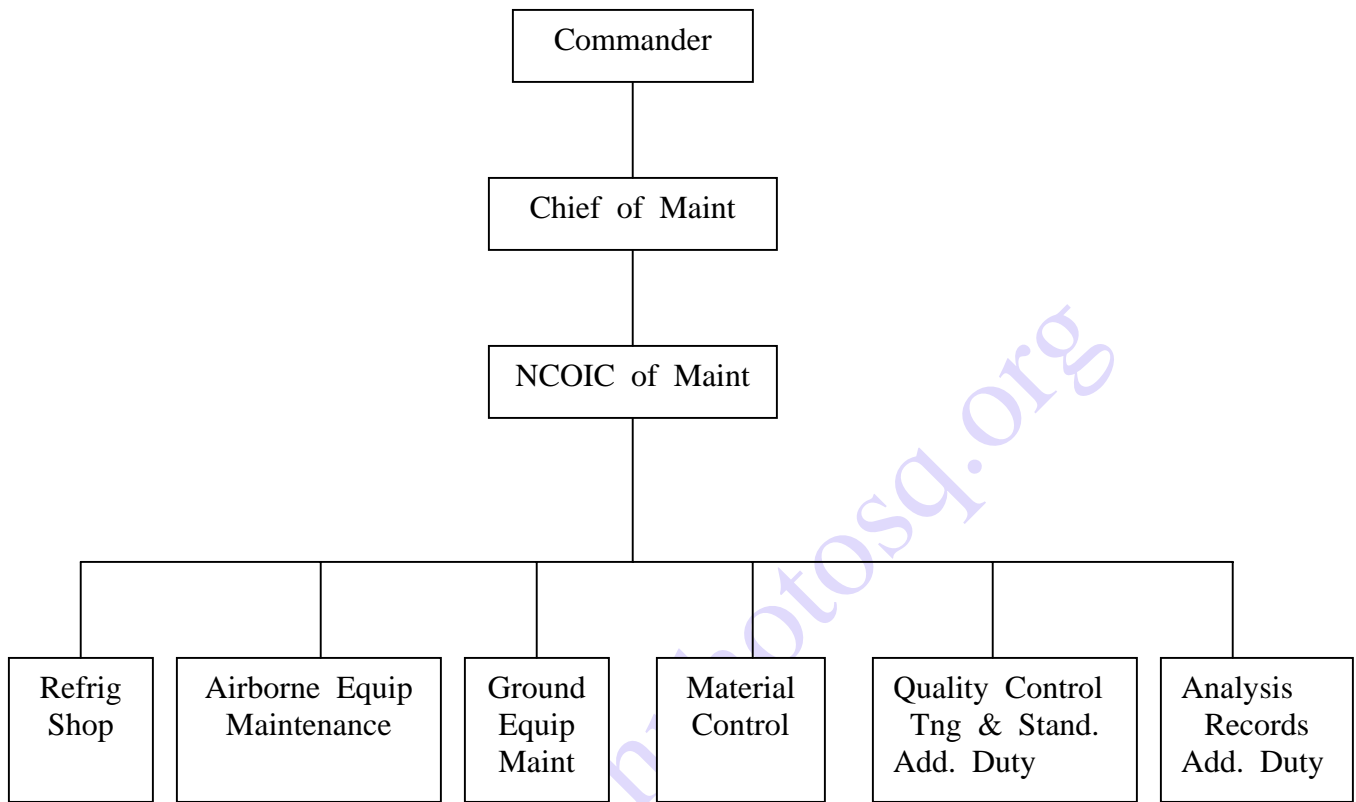 Commander
Chief of Maint
NCOIC of Maint
Refrig
Shop
Airborne Equip
Maintenance
Ground
Equip
Maint
Material
Control
Quality Control
Tng & Stand.
Add. Duty
Analysis
Records
Add. Duty